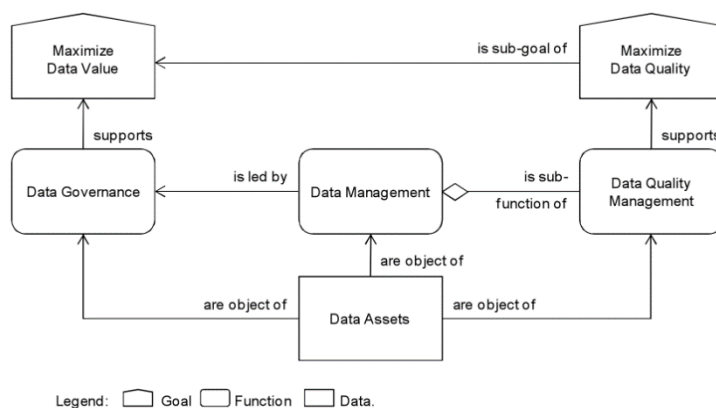 Maximize
Data Value
is sub-goal of
Maximize
Data Quality
supports
supports
Data Governance
is led by
Data Management
is sub-
function of
Data Quality
Management
are object of
are object of
Data Assets
are object of
Legend:
Goal
Function
Data.